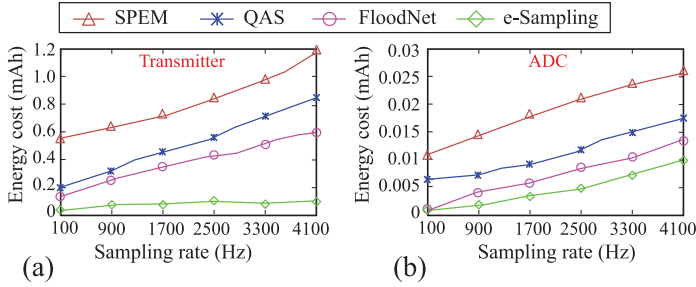 SPEM QAS FloodNet e-Sampling
Transmitter
Energy cost (mAh)
1.2
1.0
0.8
0.6
0.4
0.2
0
100 900 1700 2500 3300 4100
Sampling rate (Hz)
(a)
ADC
Energy cost (mAh)
0.03
0.025
0.02
0.015
0.01
0.005
0
100 900 1700 2500 3300 4100
Sampling rate (Hz)
(b)